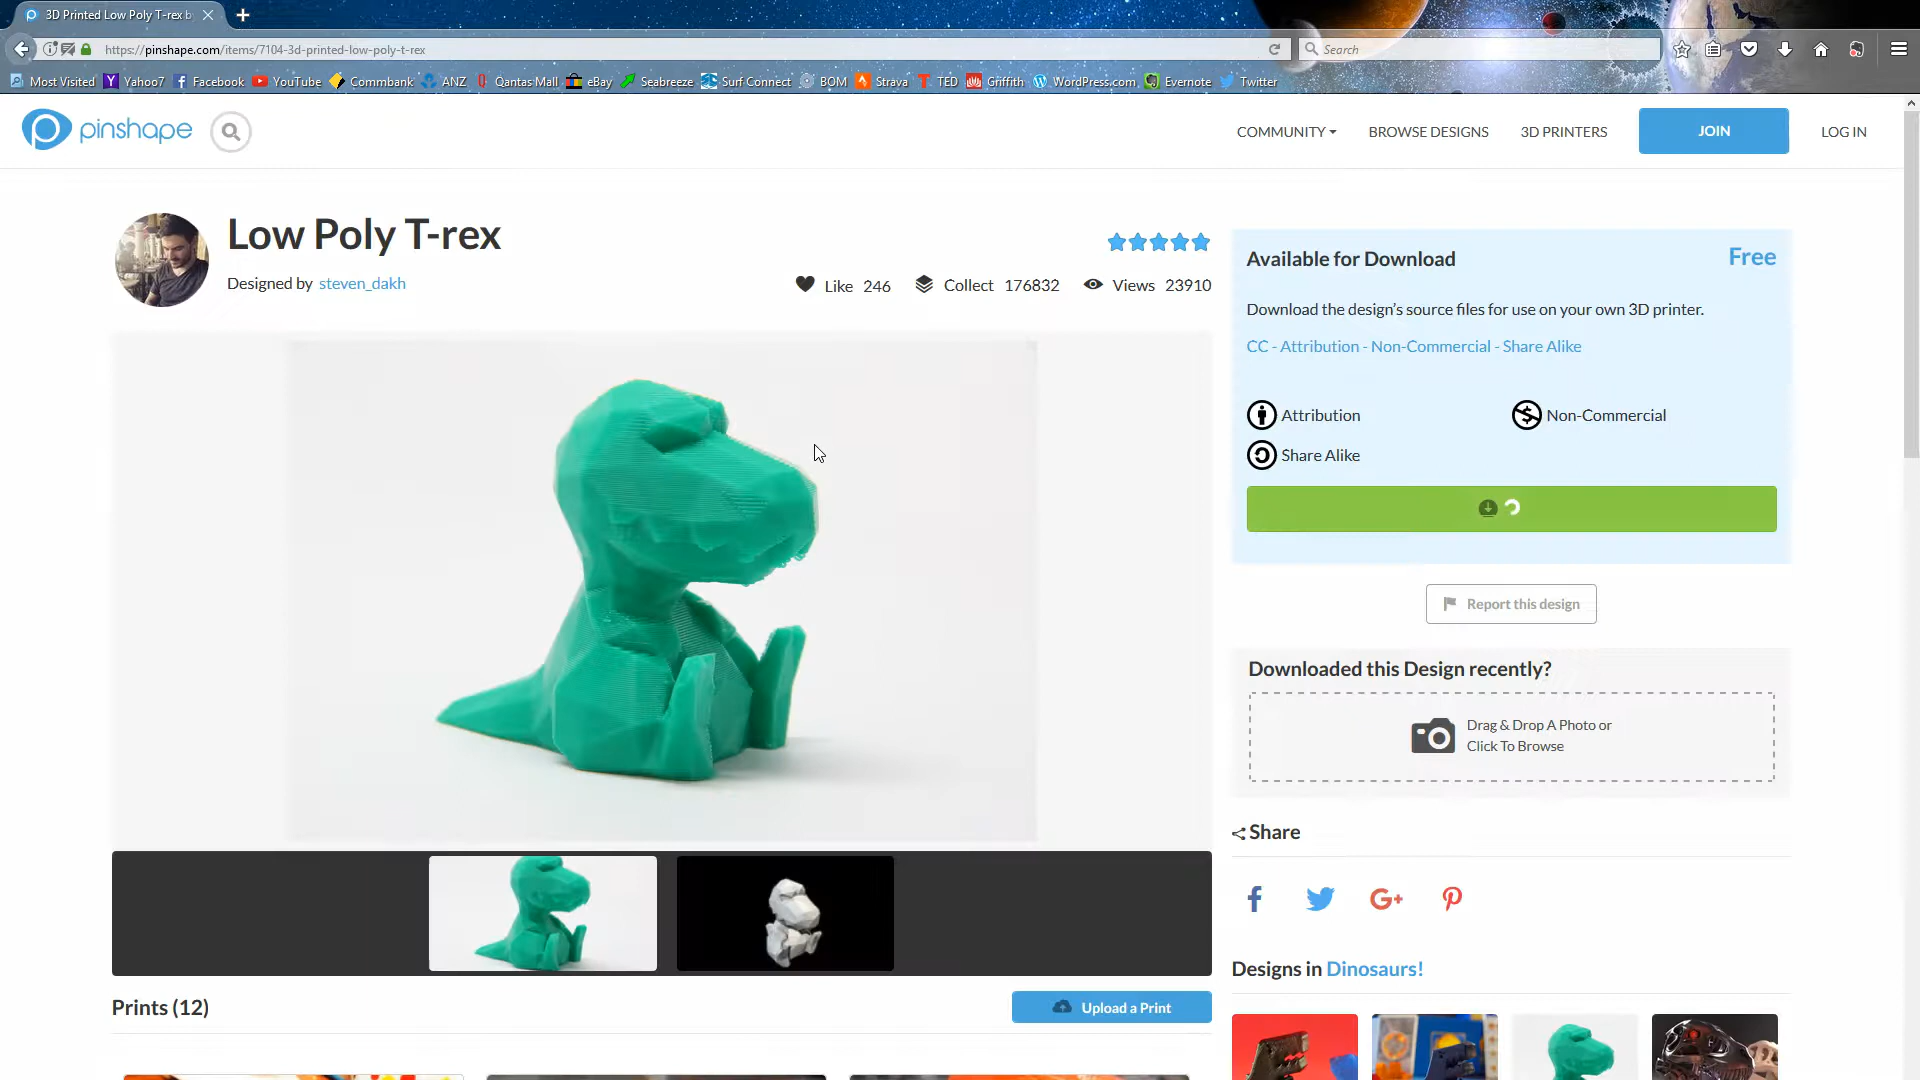 3D Printed Low Poly T-rex b
https://pinshape.com/items/7104-3d-printed-low-poly-t-rex
Search
Most Visited Yahoo7 Facebook YouTube Commbank ANZ Qantas Mall eBay Seabreeze Surf Connect BOM Strava TED Griffith WordPress.com Evernote Twitter
pinshape
COMMUNITY BROWSE DESIGNS 3D PRINTERS JOIN LOG IN
Low Poly T-rex
Designed by steven_dakh
Like 246 Collect 176832 Views 23910
Available for Download Free
Download the design's source files for use on your own 3D printer.
CC - Attribution - Non-Commercial - Share Alike
Attribution Non-Commercial
Share Alike
Report this design
Downloaded this Design recently?
Drag & Drop A Photo or
Click To Browse
Share
Designs in Dinosaurs!
Prints (12)
Upload a Print